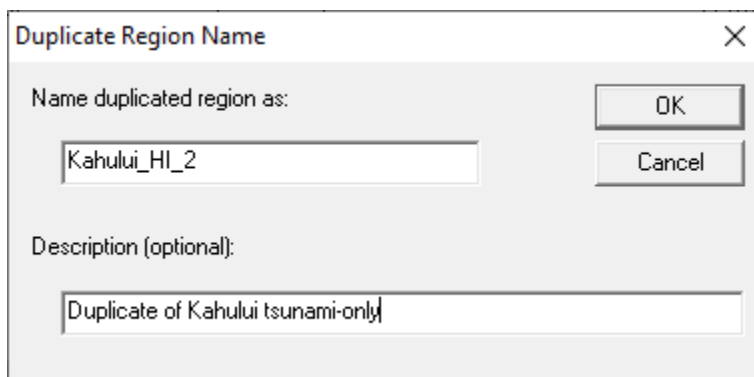 Duplicate Region Name
Name duplicated region as:
OK
Kahului_HI_2
Cancel
Description (optional):
Duplicate of Kahului tsunami-only